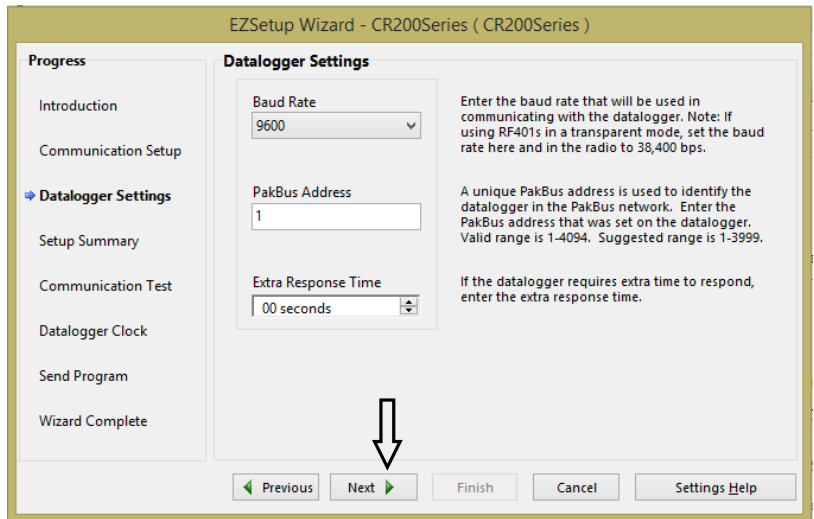 EZSetup Wizard - CR200Series ( CR200Series )
Progress
Introduction
Communication Setup
Datalogger Settings
Setup Summary
Communication Test
Datalogger Clock
Send Program
Wizard Complete
Datalogger Settings
Baud Rate
9600
Enter the baud rate that will be used in
communicating with the datalogger. Note: If
using RF401s in a transparent mode, set the baud
rate here and in the radio to 38,400 bps.
PakBus Address
1
A unique PakBus address is used to identify the
datalogger in the PakBus network. Enter the
PakBus address that was set on the datalogger.
Valid range is 1-4094. Suggested range is 1-3999.
Extra Response Time
00 seconds
If the datalogger requires extra time to respond,
enter the extra response time.
Previous
Next
Finish
Cancel
Settings Help